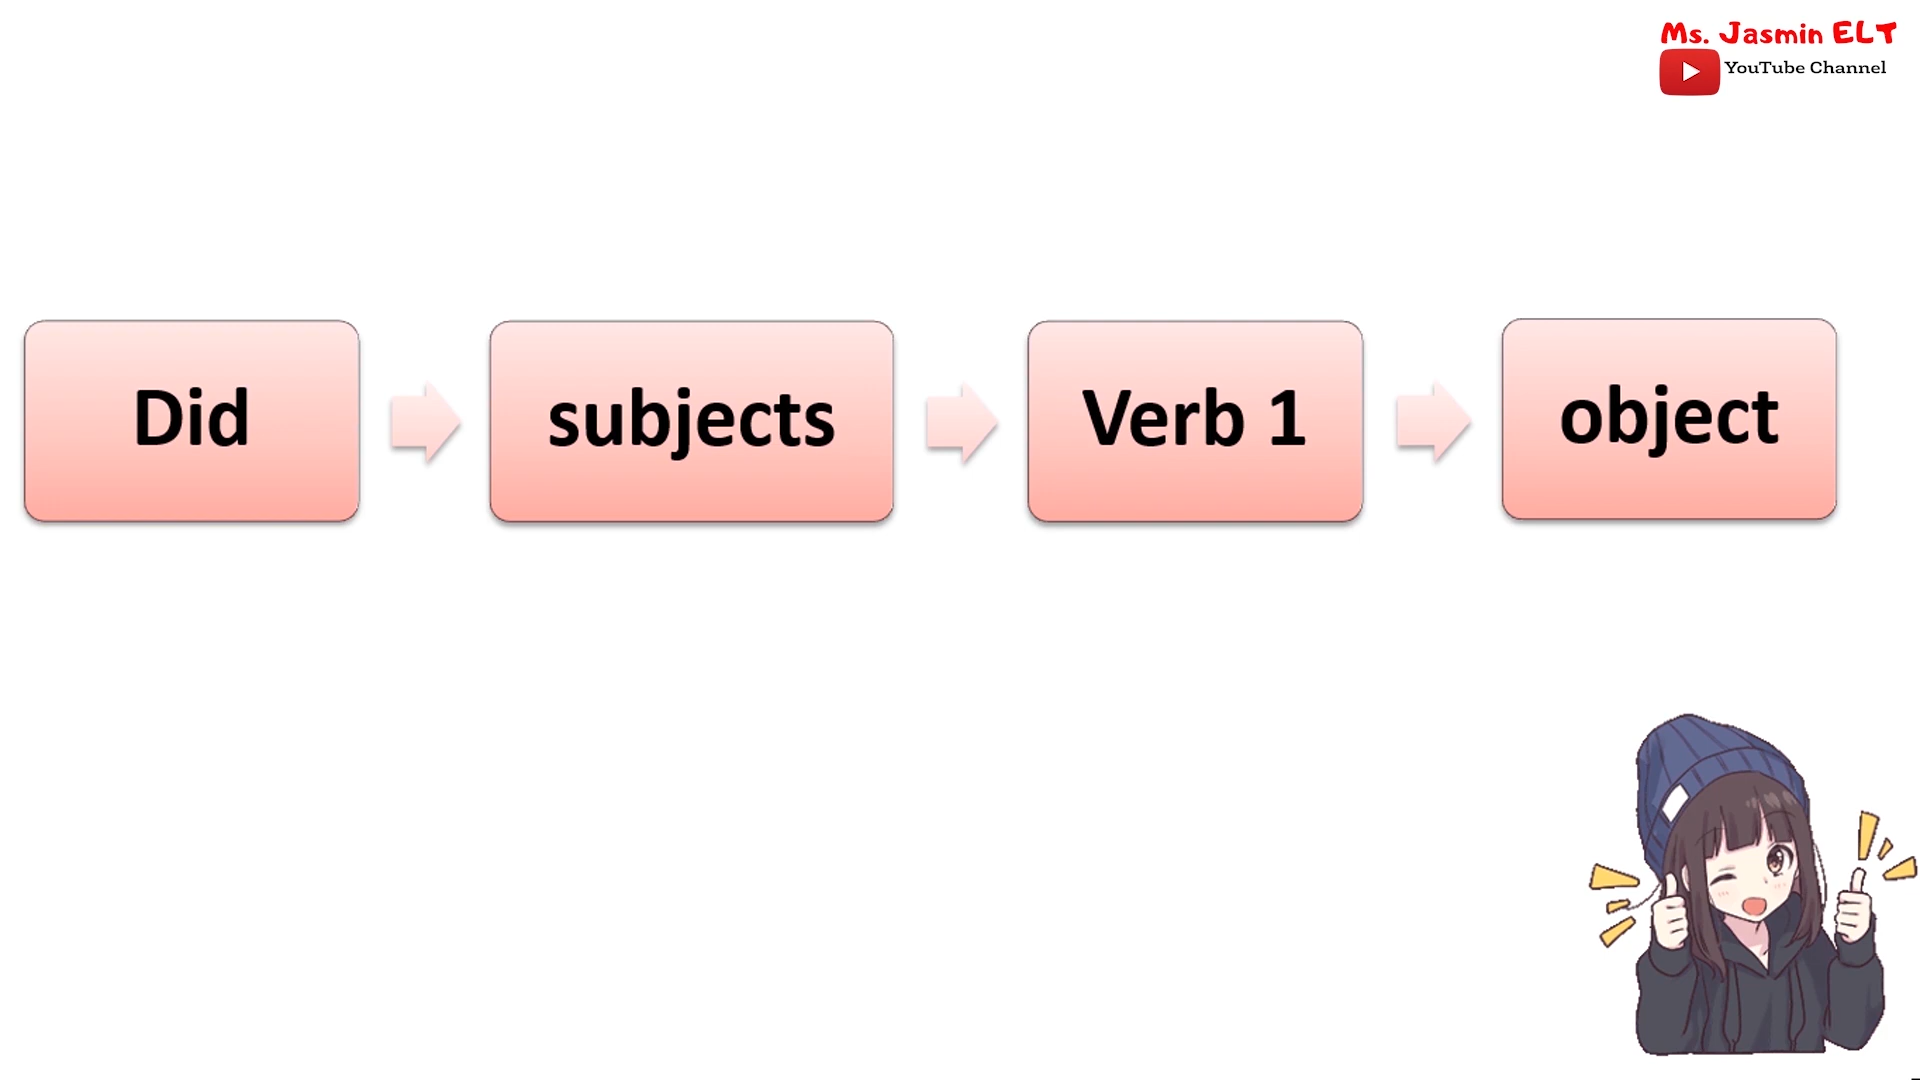 Ms. Jasmin ELT
YouTube Channel
Did
subjects
Verb 1
object